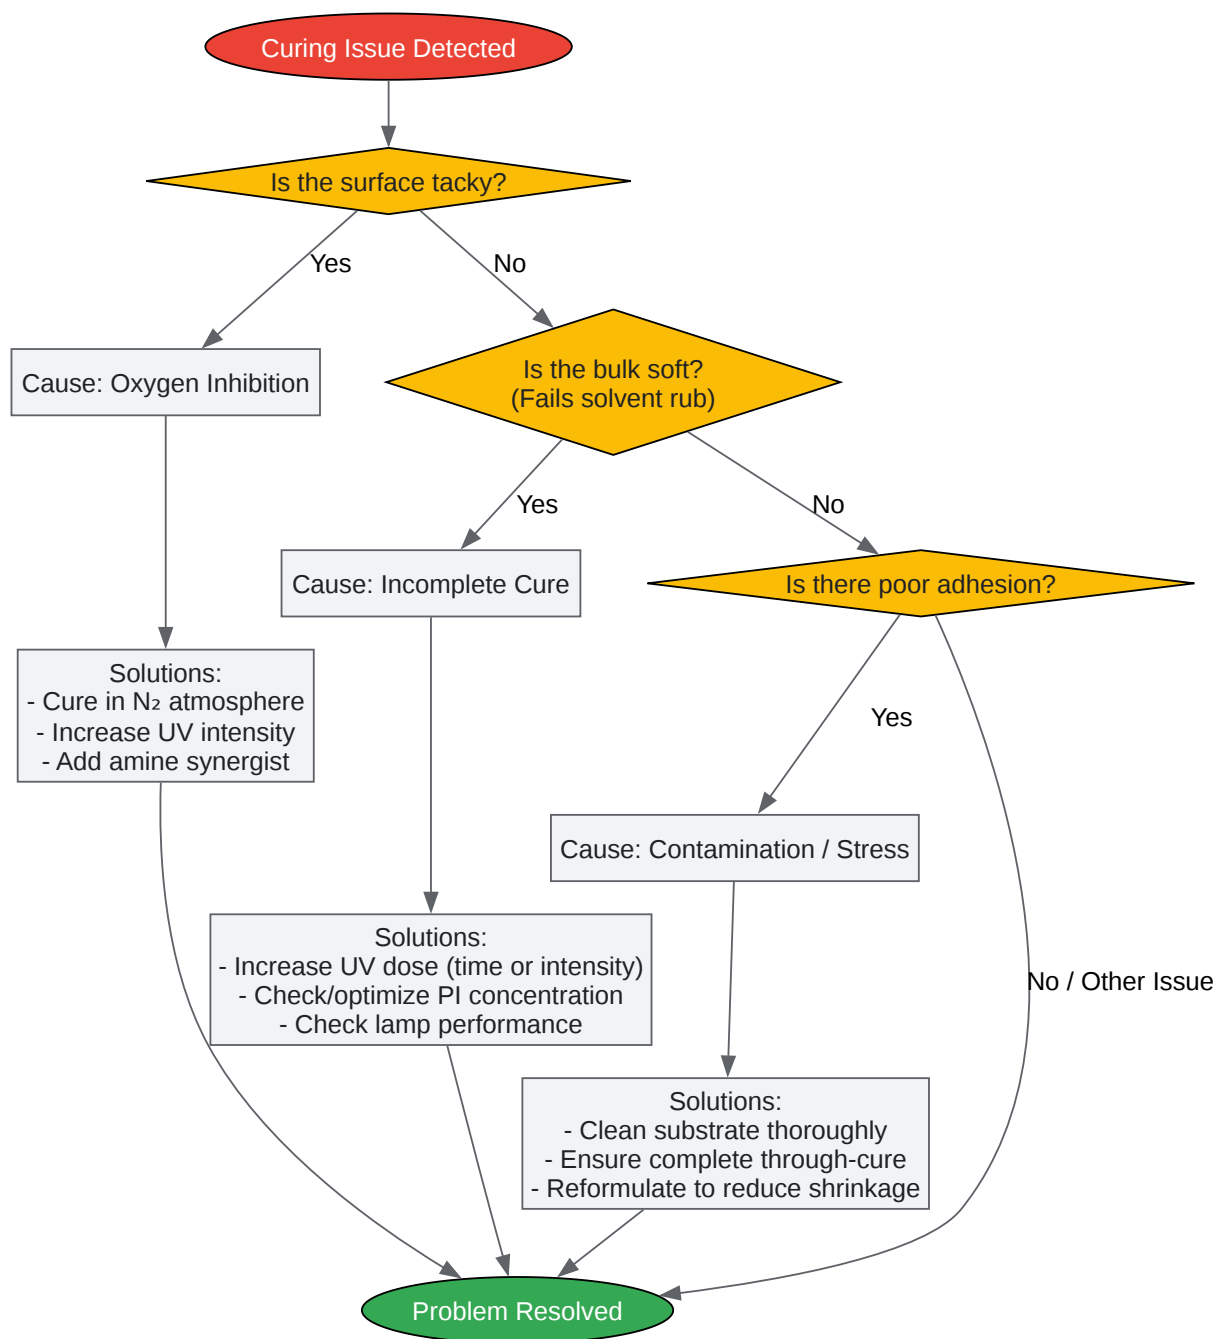 Curing Issue Detected
Is the surface tacky?
Yes
No
Cause: Oxygen Inhibition
Is the bulk soft?
(Fails solvent rub)
Yes
No
Cause: Incomplete Cure
Is there poor adhesion?
Solutions:
- Cure in N₂ atmosphere
- Increase UV intensity
- Add amine synergist
Yes
Cause: Contamination / Stress
Solutions:
- Increase UV dose (time or intensity)
- Check/optimize PI concentration
- Check lamp performance
No / Other Issue
Solutions:
- Clean substrate thoroughly
- Ensure complete through-cure
- Reformulate to reduce shrinkage
Problem Resolved